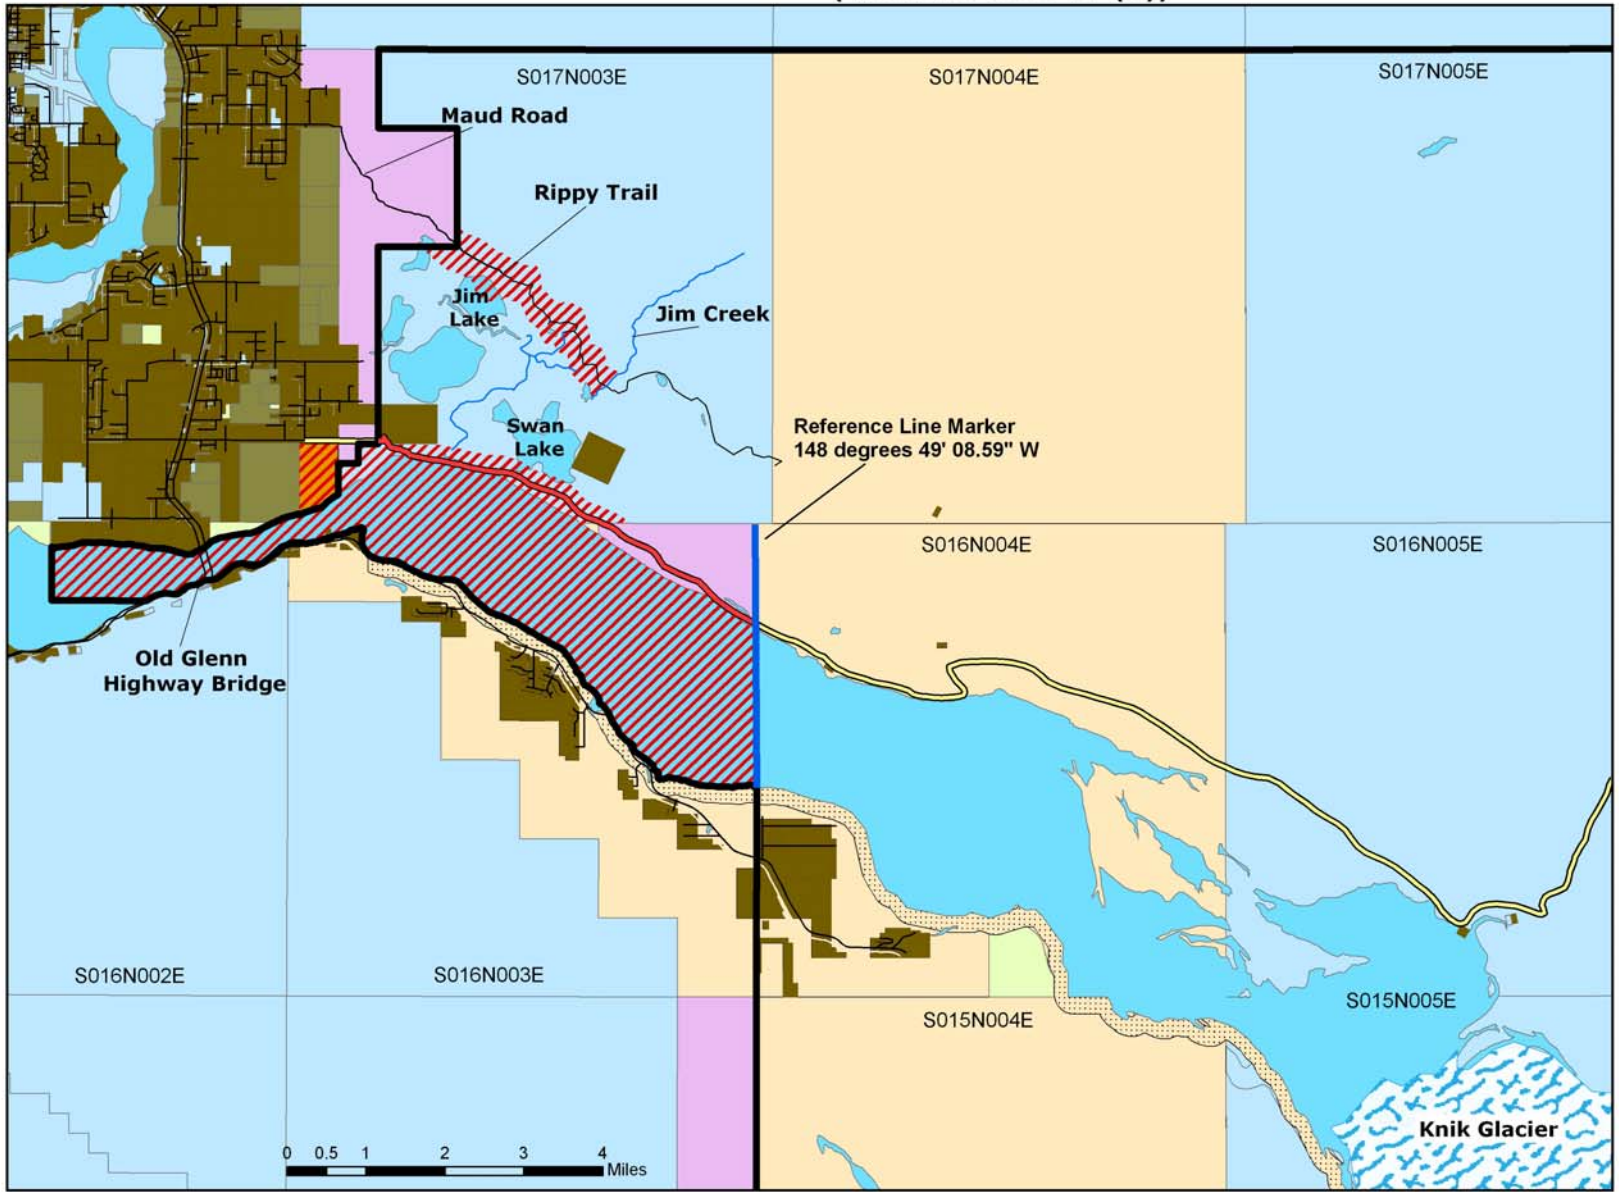 S017N003E
S017N004E
S017N005E
Maud Road
Rippy Trail
Jim
Lake
Jim Creek
Swan
Lake
Reference Line Marker
148 degrees 49' 08.59" W
S016N004E
S016N005E
Old Glenn
Highway Bridge
S016N002E
S016N003E
S015N004E
S015N005E
Knik Glacier
0 0.5 1 2 3 4
Miles